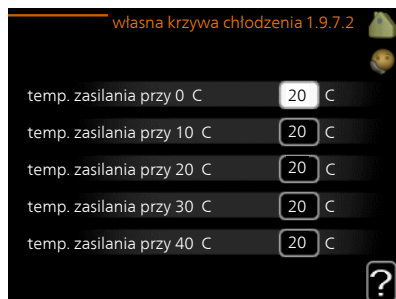 własna krzywa chłodzenia 1.9.7.2
temp. zasilania przy 0 C 20 C
temp. zasilania przy 10 C 20 C
temp. zasilania przy 20 C 20 C
temp. zasilania przy 30 C 20 C
temp. zasilania przy 40 C 20 C
?